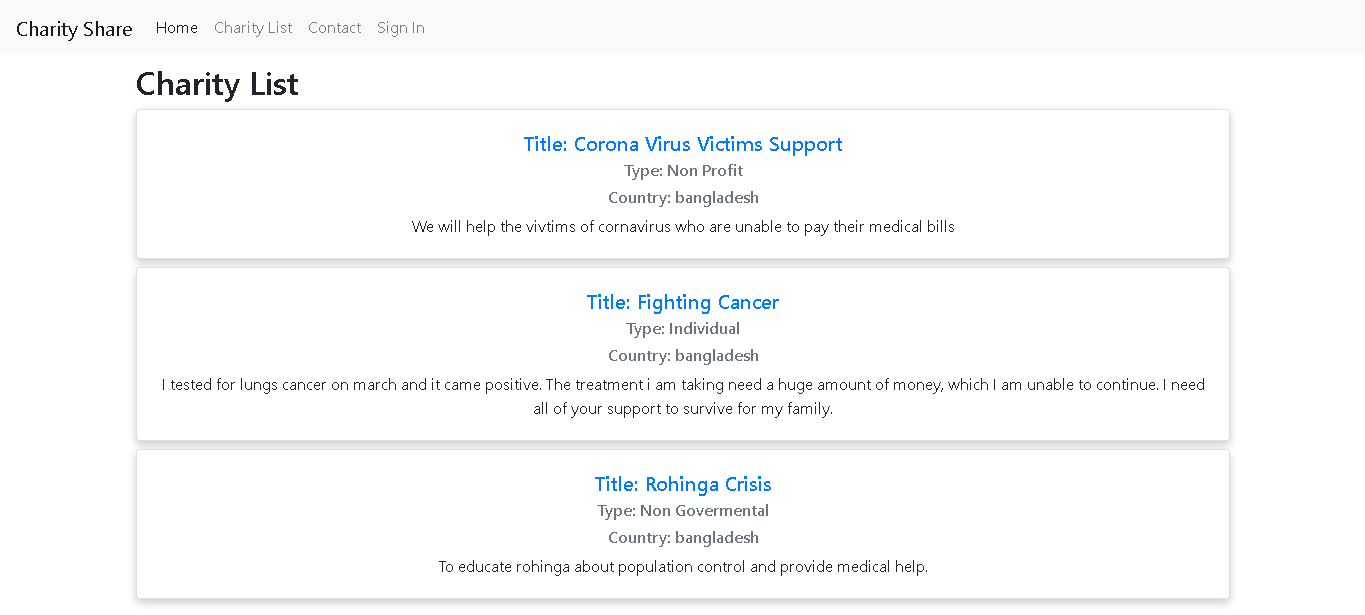 Charity Share Home Charity List Contact Sign In
Charity List
Title: Corona Virus Victims Support
Type: Non Profit
Country: bangladesh
We will help the vivtims of cornavirus who are unable to pay their medical bills
Title: Fighting Cancer
Type: Individual
Country: bangladesh
I tested for lungs cancer on march and it came positive. The treatment i am taking need a huge amount of money, which I am unable to continue. I need
all of your support to survive for my family.
Title: Rohinga Crisis
Type: Non Govermental
Country: bangladesh
To educate rohinga about population control and provide medical help.